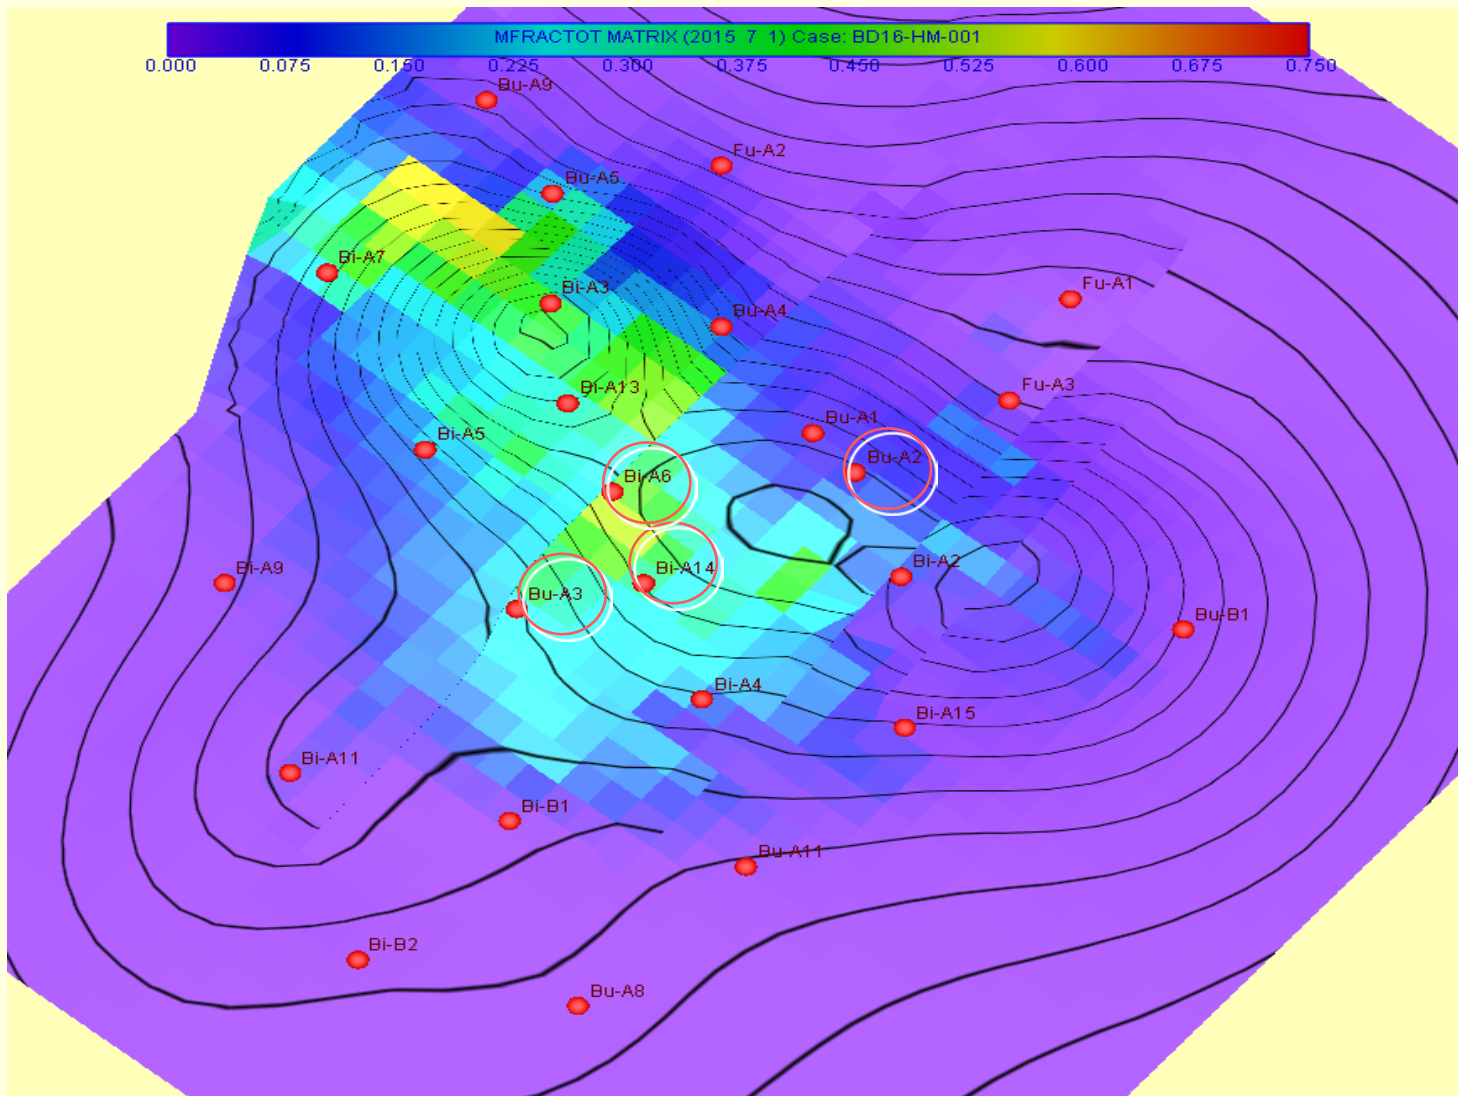 MFRACTOT MATRIX (2015 7 1) Case: BD16-HM-001
0.000 0.075 0.150 0.225 0.300 0.375 0.450 0.525 0.600 0.675 0.750
Bu-A9
Fu-A2
Bu-A5
Bi-A7
Bi-A3
Fu-A1
Bu-A4
Bi-A13
Fu-A3
Bu-A1
Bi-A5
Bu-A2
Bi-A6
Bi-A9
Bi-A14
Bi-A2
Bu-A3
Bu-B1
Bi-A4
Bi-A15
Bi-A11
Bi-B1
Bu-A11
Bi-B2
Bu-A8